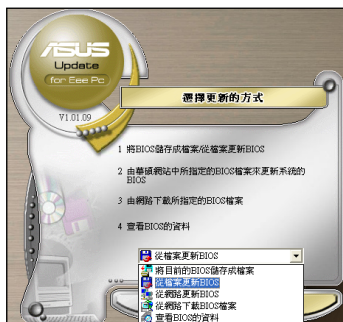 ASUS
Update
for Eee Pc
V1.01.09
選擇更新的方式
1 將BIOS儲存成檔案/從檔案更新BIOS
2 由華碩網站中所指定的BIOS檔案來更新系統的
BIOS
3 由網路下載所指定的BIOS檔案
4 查看BIOS的資料
從檔案更新BIOS
將目前的BIOS儲存成檔案
從檔案更新BIOS
從網路更新BIOS
從網路下載BIOS檔案
查看BIOS的資料